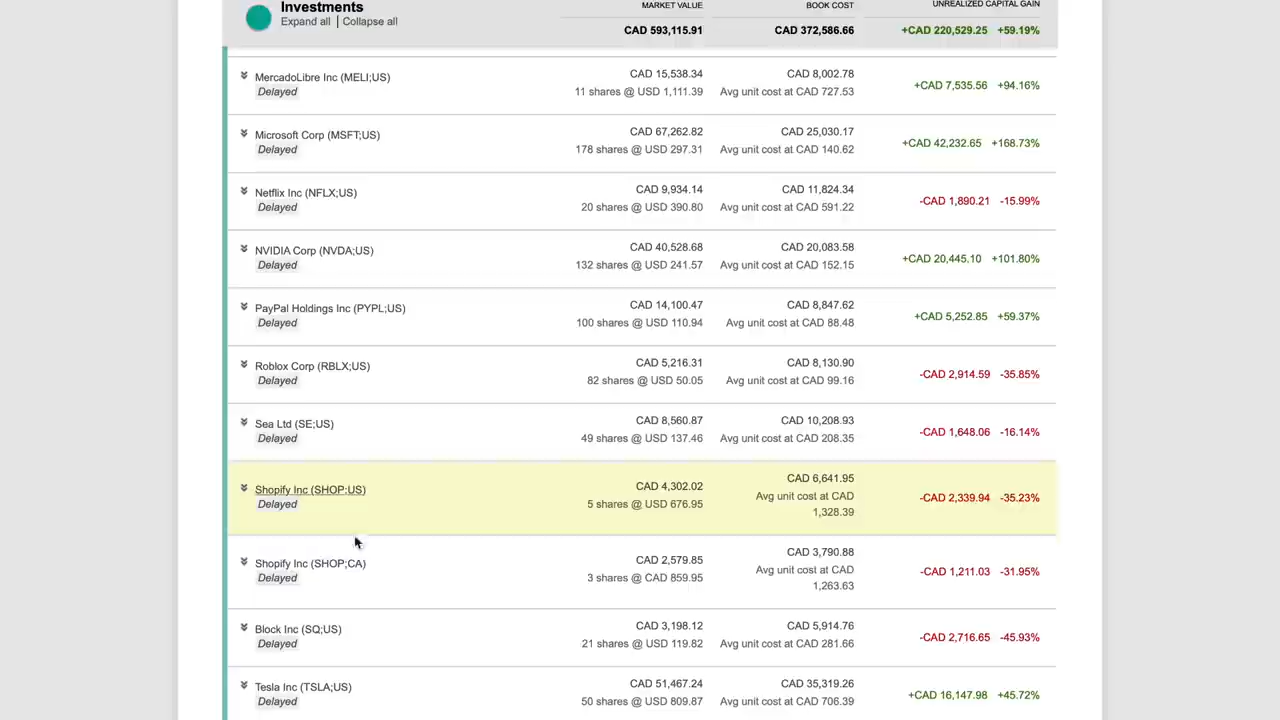 Investments
Expand all | Collapse all
MARKET VALUE
BOOK COST
UNREALIZED CAPITAL GAIN
CAD 593,115.91
CAD 372,586.66
+CAD 220,529.25 +59.19%
MercadoLibre Inc (MELI;US)
Delayed
CAD 15,538.34
11 shares @ USD 1,111.39
CAD 8,002.78
Avg unit cost at CAD 727.53
+CAD 7,535.56 +94.16%
Microsoft Corp (MSFT;US)
Delayed
CAD 67,262.82
178 shares @ USD 297.31
CAD 25,030.17
Avg unit cost at CAD 140.62
+CAD 42,232.65 +168.73%
Netflix Inc (NFLX;US)
Delayed
CAD 9,934.14
20 shares @ USD 390.80
CAD 11,824.34
Avg unit cost at CAD 591.22
-CAD 1,890.21 -15.99%
NVIDIA Corp (NVDA;US)
Delayed
CAD 40,528.68
132 shares @ USD 241.57
CAD 20,083.58
Avg unit cost at CAD 152.15
+CAD 20,445.10 +101.80%
PayPal Holdings Inc (PYPL;US)
Delayed
CAD 14,100.47
100 shares @ USD 110.94
CAD 8,847.62
Avg unit cost at CAD 88.48
+CAD 5,252.85 +59.37%
Roblox Corp (RBLX;US)
Delayed
CAD 5,216.31
82 shares @ USD 50.05
CAD 8,130.90
Avg unit cost at CAD 99.16
-CAD 2,914.59 -35.85%
Sea Ltd (SE;US)
Delayed
CAD 8,560.87
49 shares @ USD 137.46
CAD 10,208.93
Avg unit cost at CAD 208.35
-CAD 1,648.06 -16.14%
Shopify Inc (SHOP;US)
Delayed
CAD 4,302.02
5 shares @ USD 676.95
CAD 6,641.95
Avg unit cost at CAD
1,328.39
-CAD 2,339.94 -35.23%
Shopify Inc (SHOP;CA)
Delayed
CAD 2,579.85
3 shares @ CAD 859.95
CAD 3,790.88
Avg unit cost at CAD
1,263.63
-CAD 1,211.03 -31.95%
Block Inc (SQ;US)
Delayed
CAD 3,198.12
21 shares @ USD 119.82
CAD 5,914.76
Avg unit cost at CAD 281.66
-CAD 2,716.65 -45.93%
Tesla Inc (TSLA;US)
Delayed
CAD 51,467.24
50 shares @ USD 809.87
CAD 35,319.26
Avg unit cost at CAD 706.39
+CAD 16,147.98 +45.72%